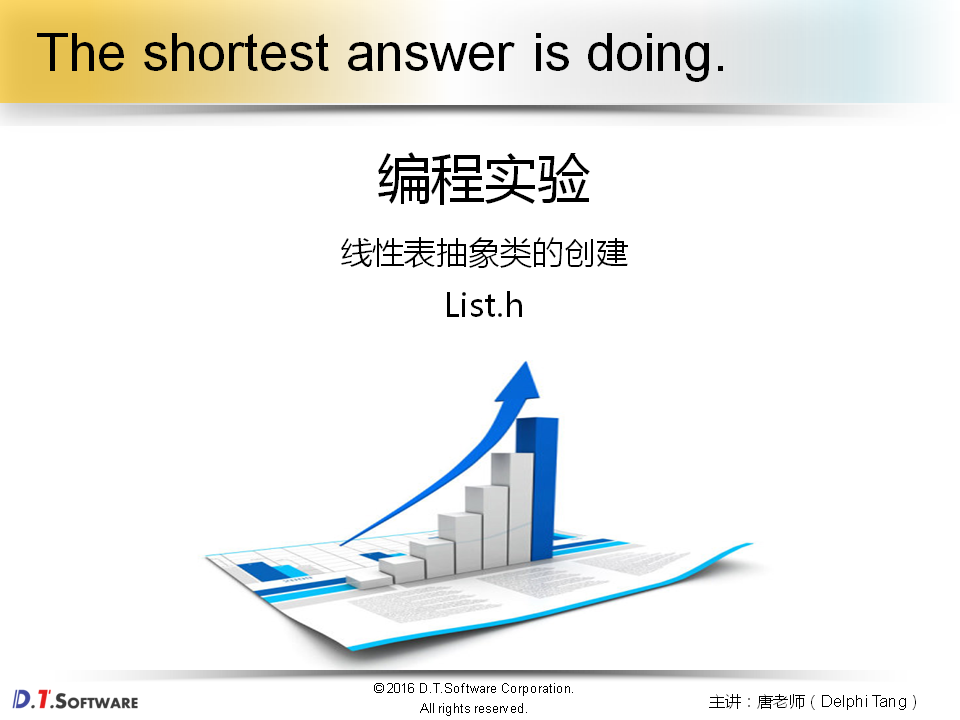 The shortest answer is doing.
编程实验
线性表抽象类的创建
List.h
2009
D.T.SOFTWARE
©2016 D.T.Software Corporation.
All rights reserved.
主讲：唐老师（Delphi Tang）